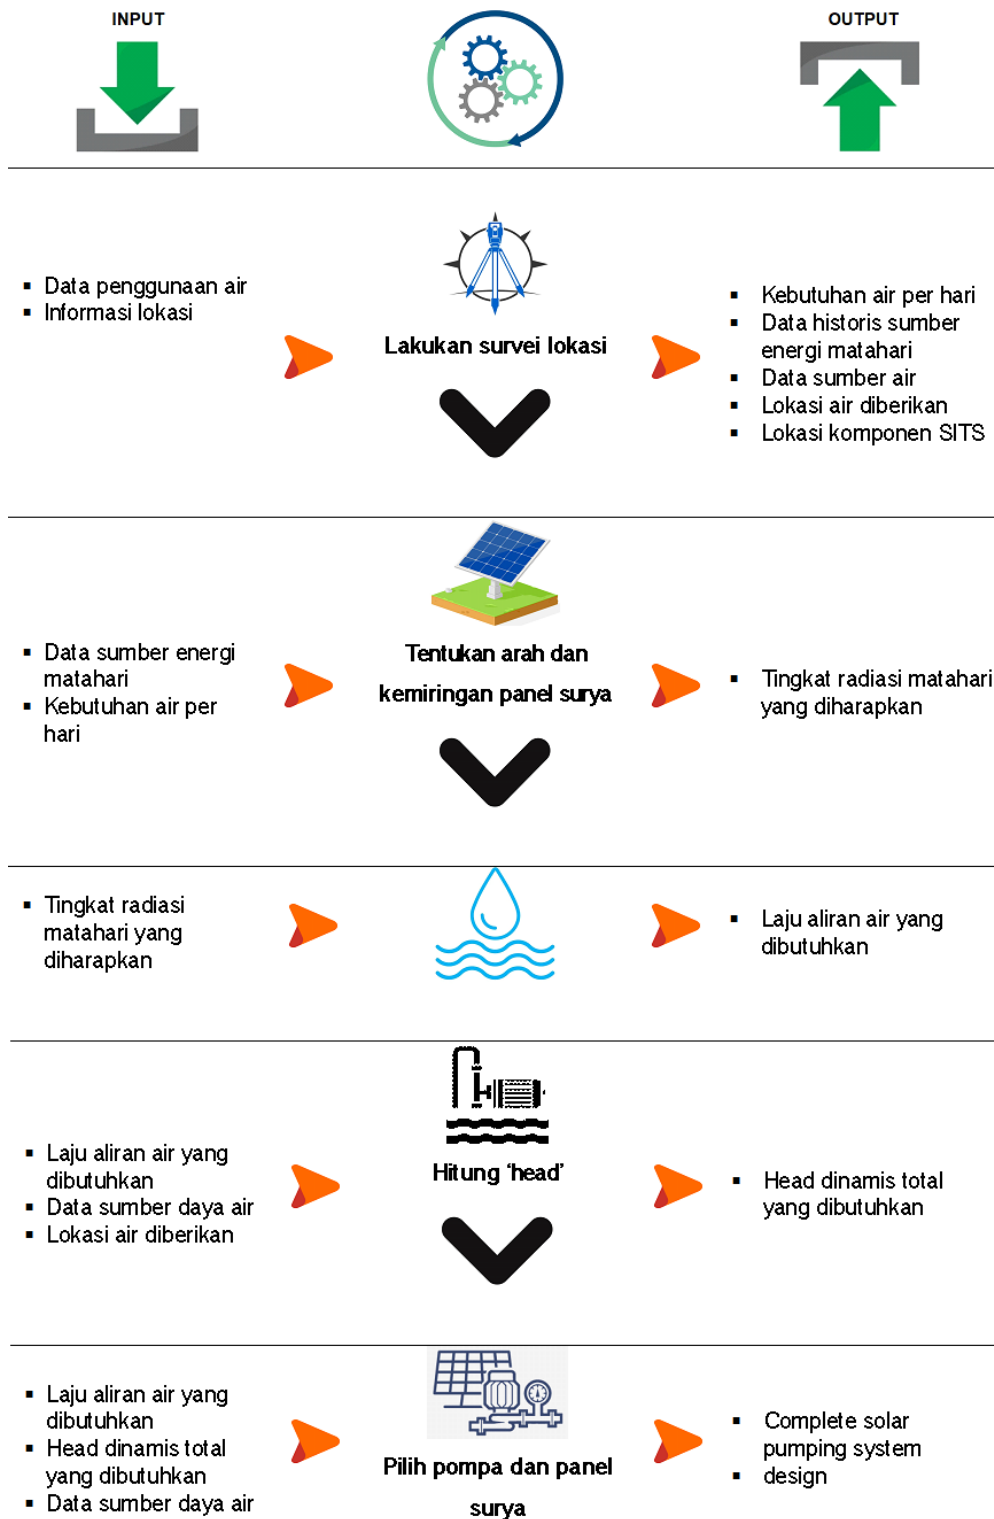 INPUT
OUTPUT
▪ Data penggunaan air
▪ Informasi lokasi
Lakukan survei lokasi
▪ Kebutuhan air per hari
▪ Data historis sumber
energi matahari
▪ Data sumber air
▪ Lokasi air diberikan
▪ Lokasi komponen SITS
▪ Data sumber energi
matahari
▪ Kebutuhan air per
hari
Tentukan arah dan
kemiringan panel surya
▪ Tingkat radiasi matahari
yang diharapkan
▪ Tingkat radiasi
matahari yang
diharapkan
▪ Laju aliran air yang
dibutuhkan
▪ Laju aliran air yang
dibutuhkan
▪ Data sumber daya air
▪ Lokasi air diberikan
Hitung ‘head’
▪ Head dinamis total
yang dibutuhkan
▪ Laju aliran air yang
dibutuhkan
▪ Head dinamis total
yang dibutuhkan
▪ Data sumber daya air
Pilih pompa dan panel
surya
▪ Complete solar
pumping system
▪ design